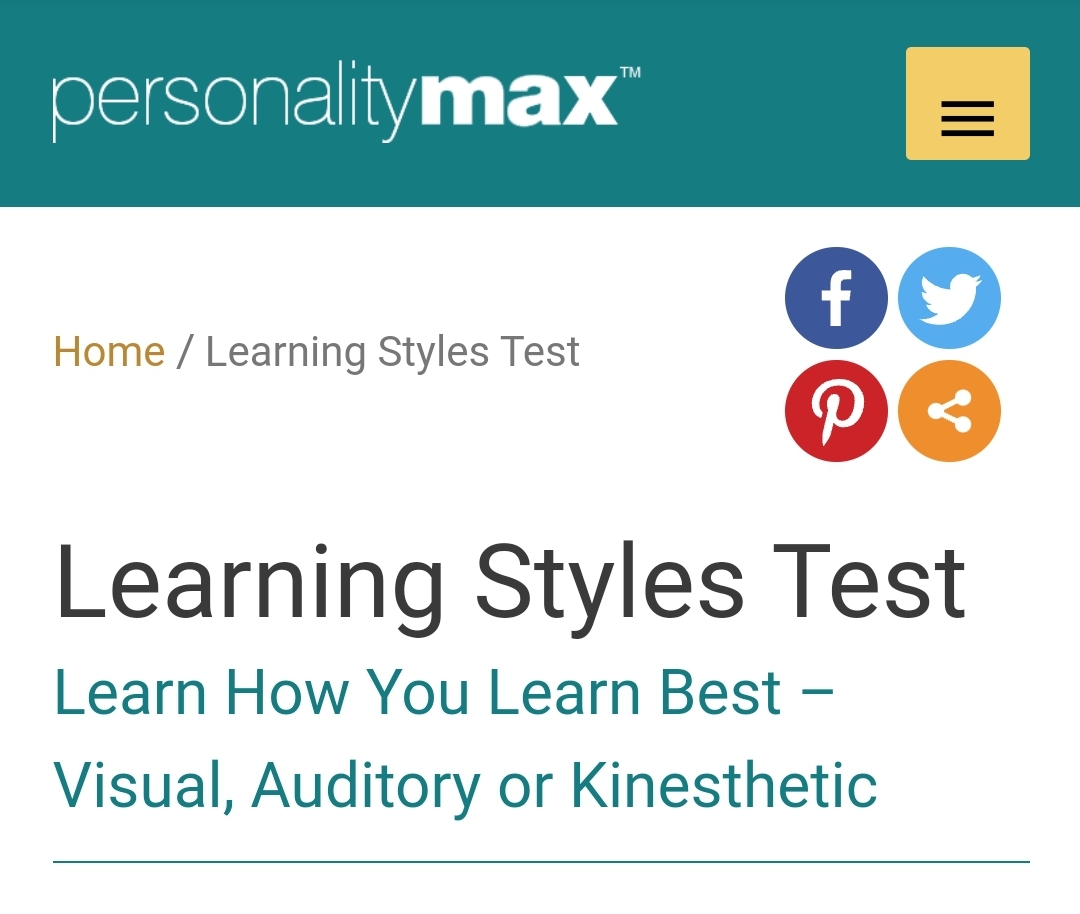 personalitymax™
Home / Learning Styles Test
Learning Styles Test
Learn How You Learn Best –
Visual, Auditory or Kinesthetic